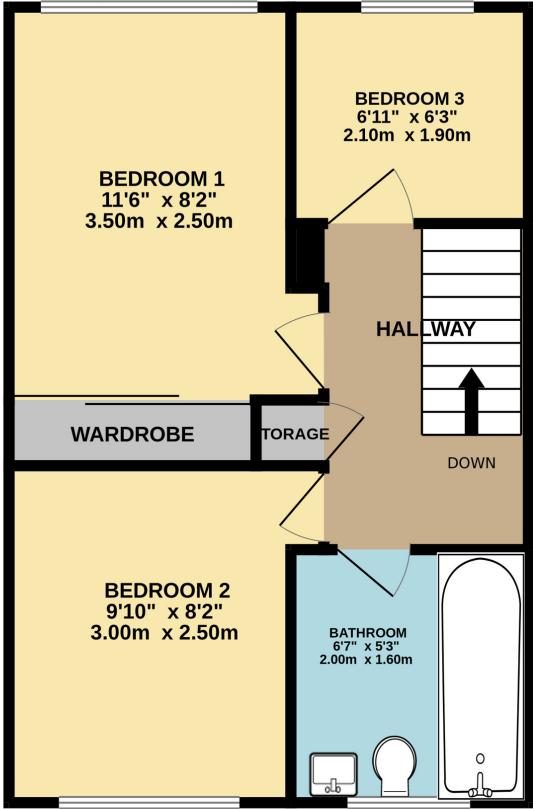 BEDROOM 3
6'11" x 6'3"
2.10m x 1.90m
BEDROOM 1
11'6" x 8'2"
3.50m x 2.50m
HALLWAY
WARDROBE
TORAGE
DOWN
BEDROOM 2
9'10" x 8'2"
3.00m x 2.50m
BATHROOM
6'7" x 5'3"
2.00m x 1.60m